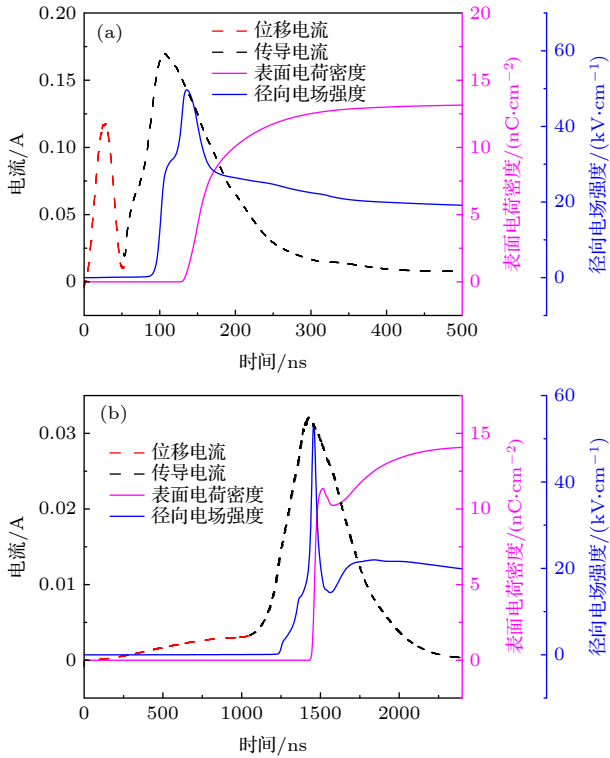 (a)
位移电流
传导电流
表面电荷密度
径向电场强度
电流/A
0.20
0.15
0.10
0.05
0
0 100 200 300 400 500
时间/ns
表面电荷密度/(nC·cm−2)
20
15
10
5
0
径向电场强度/(kV·cm−1)
60
40
20
0
(b)
位移电流
传导电流
表面电荷密度
径向电场强度
电流/A
0.03
0.02
0.01
0
0 500 1000 1500 2000
时间/ns
表面电荷密度/(nC·cm−2)
15
10
5
0
径向电场强度/(kV·cm−1)
60
40
20
0